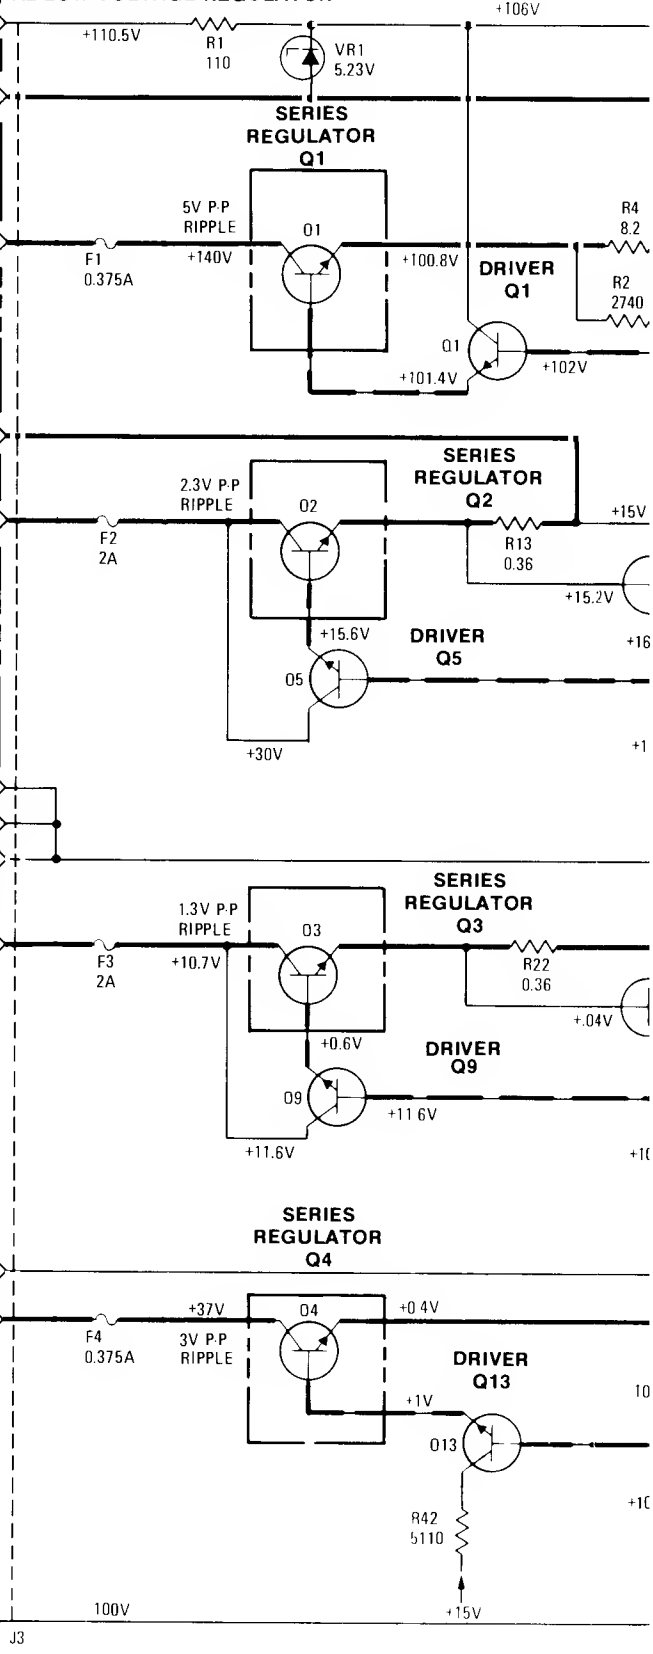 +106V
+110.5V
R1
110
VR1
5.23V
SERIES
REGULATOR
Q1
5V P-P
RIPPLE
+140V
F1
0.375A
Q1
+100.8V
DRIVER
Q1
R4
8.2
R2
2740
Q1
+102V
+101.4V
SERIES
REGULATOR
Q2
2.3V P-P
RIPPLE
F2
2A
Q2
R13
0.36
+15V
+15.2V
+15.6V
DRIVER
Q5
+16
Q5
+30V
+1
SERIES
REGULATOR
Q3
1.3V P-P
RIPPLE
+10.7V
F3
2A
Q3
R22
0.36
+.04V
+0.6V
DRIVER
Q9
Q9
+11.6V
+11.6V
+10
SERIES
REGULATOR
Q4
+37V
3V P-P
RIPPLE
F4
0.375A
Q4
+0.4V
DRIVER
Q13
+1V
10
Q13
+10
R42
5110
+15V
100V
J3